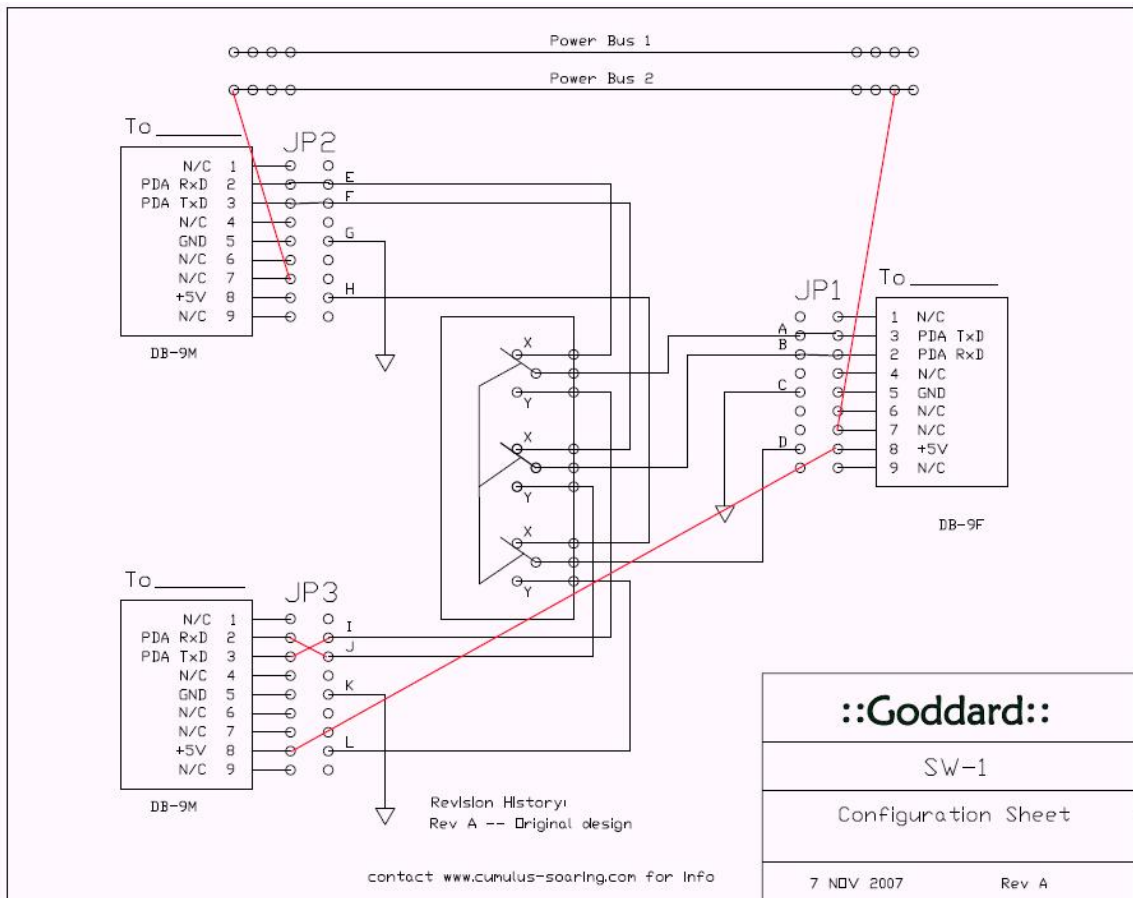 Power Bus 1
Power Bus 2
To
JP2
N/C 1
PDA RxD 2
PDA TxD 3
N/C 4
GND 5
N/C 6
N/C 7
+5V 8
N/C 9
DB-9M
E
F
G
H
X
Y
X
Y
X
Y
To
JP1
A
B
C
D
1 N/C
3 PDA TxD
2 PDA RxD
4 N/C
5 GND
6 N/C
7 N/C
8 +5V
9 N/C
DB-9F
To
JP3
N/C 1
PDA RxD 2
PDA TxD 3
N/C 4
GND 5
N/C 6
N/C 7
+5V 8
N/C 9
DB-9M
I
J
K
L
Revision History:
Rev A -- Original design
contact www.cumulus-soaring.com for info
::Goddard::
SW-1
Configuration Sheet
7 NOV 2007 Rev A